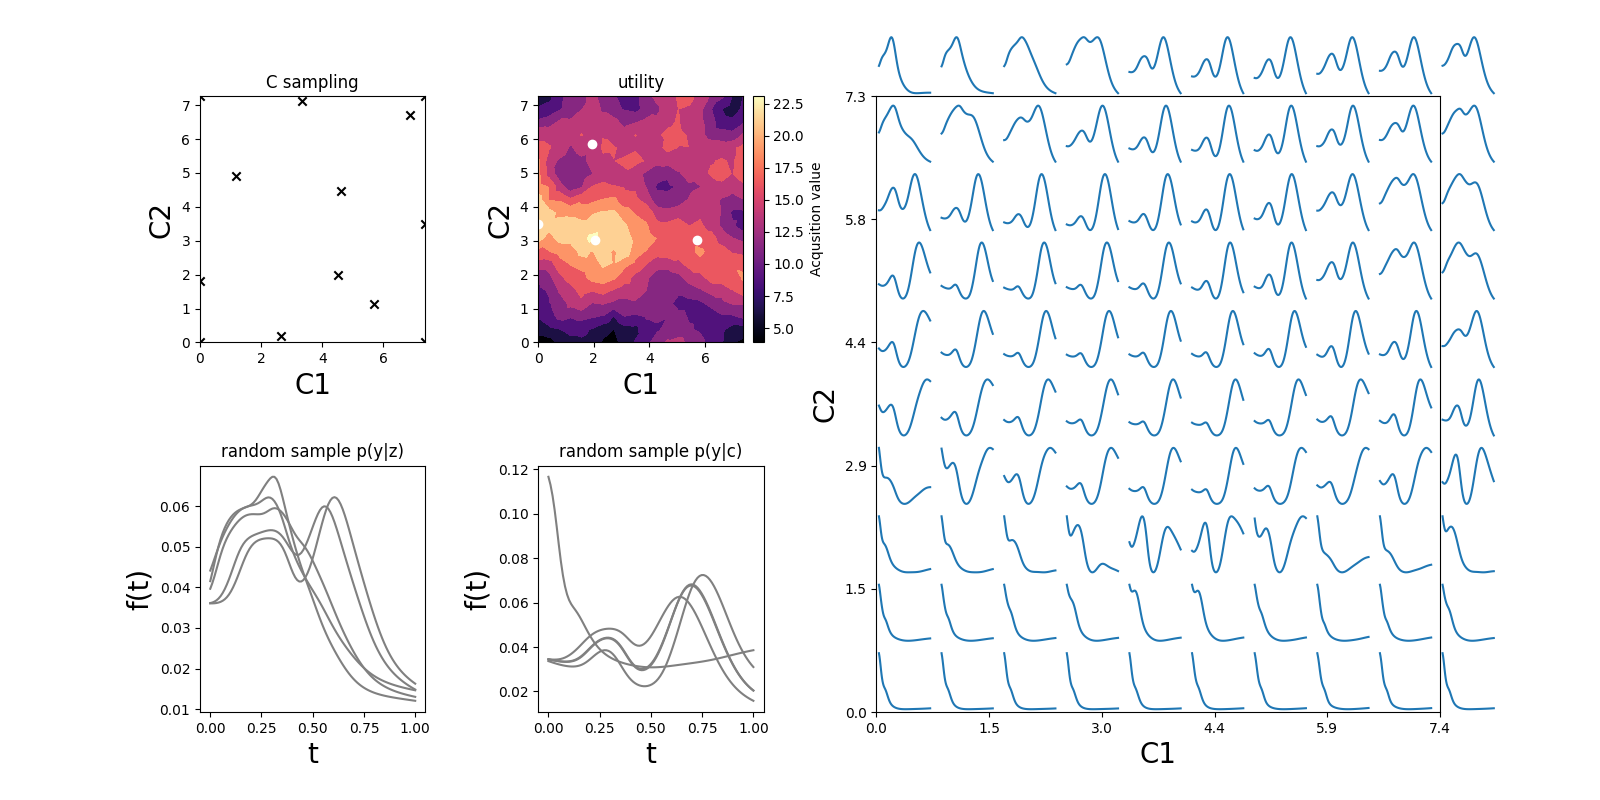 C sampling
7
6
5
4
3
2
1
0
C2
0 2 4 6
C1
utility
7
6
5
4
3
2
1
0
C2
0 2 4 6
C1
22.5
20.0
17.5
15.0
12.5
10.0
7.5
5.0
Acqusition value
random sample p(y|z)
0.06
0.05
0.04
0.03
0.02
0.01
f(t)
0.00 0.25 0.50 0.75 1.00
t
random sample p(y|c)
0.12
0.10
0.08
0.06
0.04
0.02
f(t)
0.00 0.25 0.50 0.75 1.00
t
7.3
5.8
4.4
2.9
1.5
0.0
C2
0.0 1.5 3.0 4.4 5.9 7.4
C1